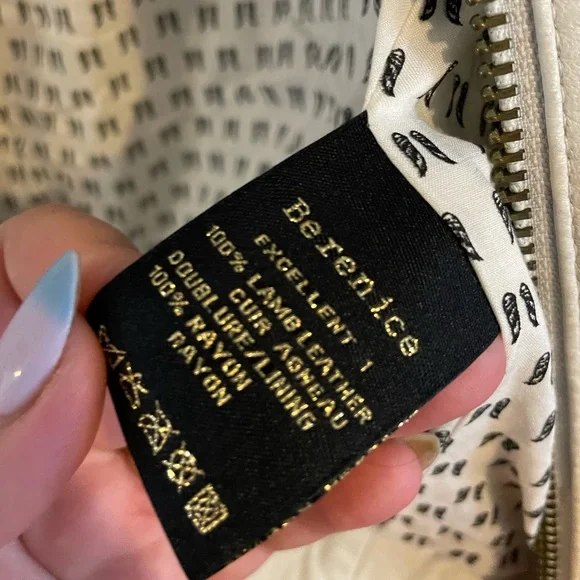 Berenice
EXCELLENT 1
100% LAMB LEATHER
CUIR AGNEAU
DOUBLURE/LINING
100% RAYON
RAYON